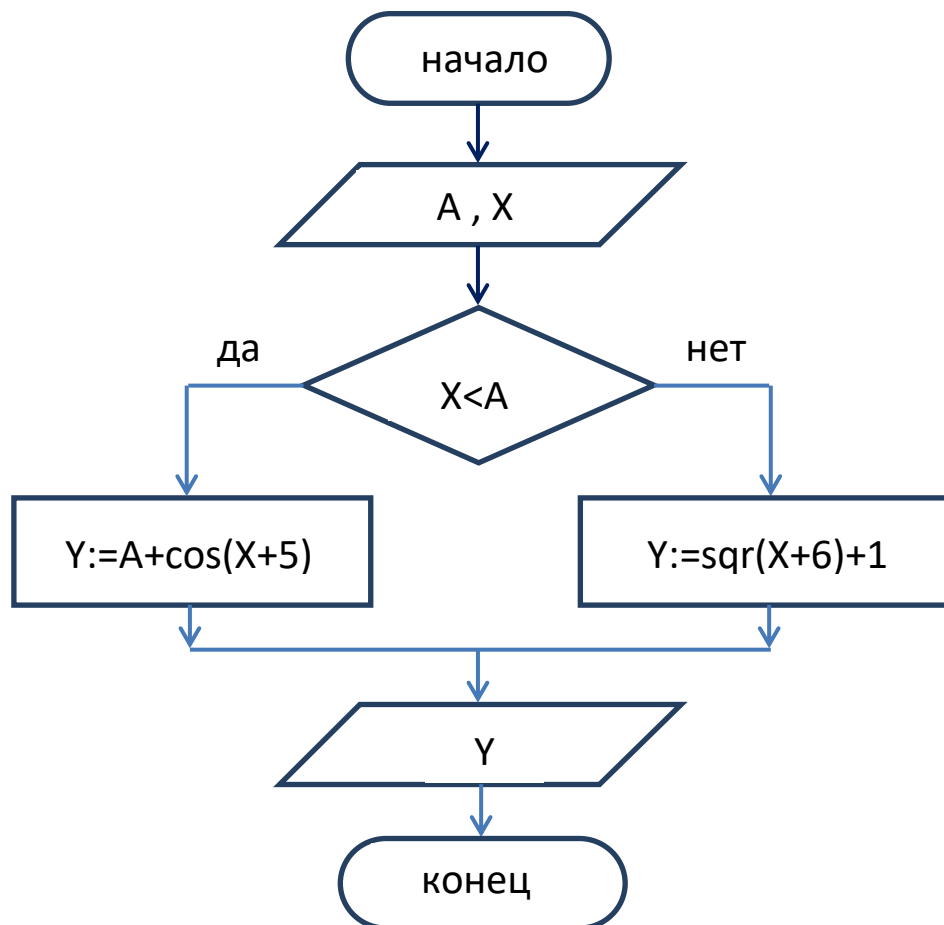 начало
A , X
да
нет
X<A
Y:=A+cos(X+5)
Y:=sqr(X+6)+1
Y
конец